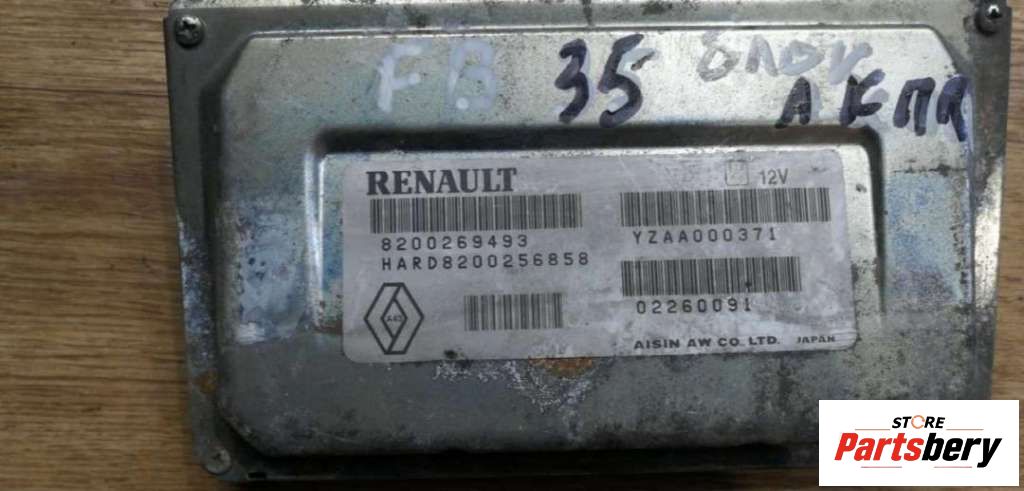 FB 35 БЛОК
АКПП
RENAULT
12V
8200269493
YZAA000371
HARD8200256858
02260091
AISIN AW CO. LTD. JAPAN
STORE
Partsbery